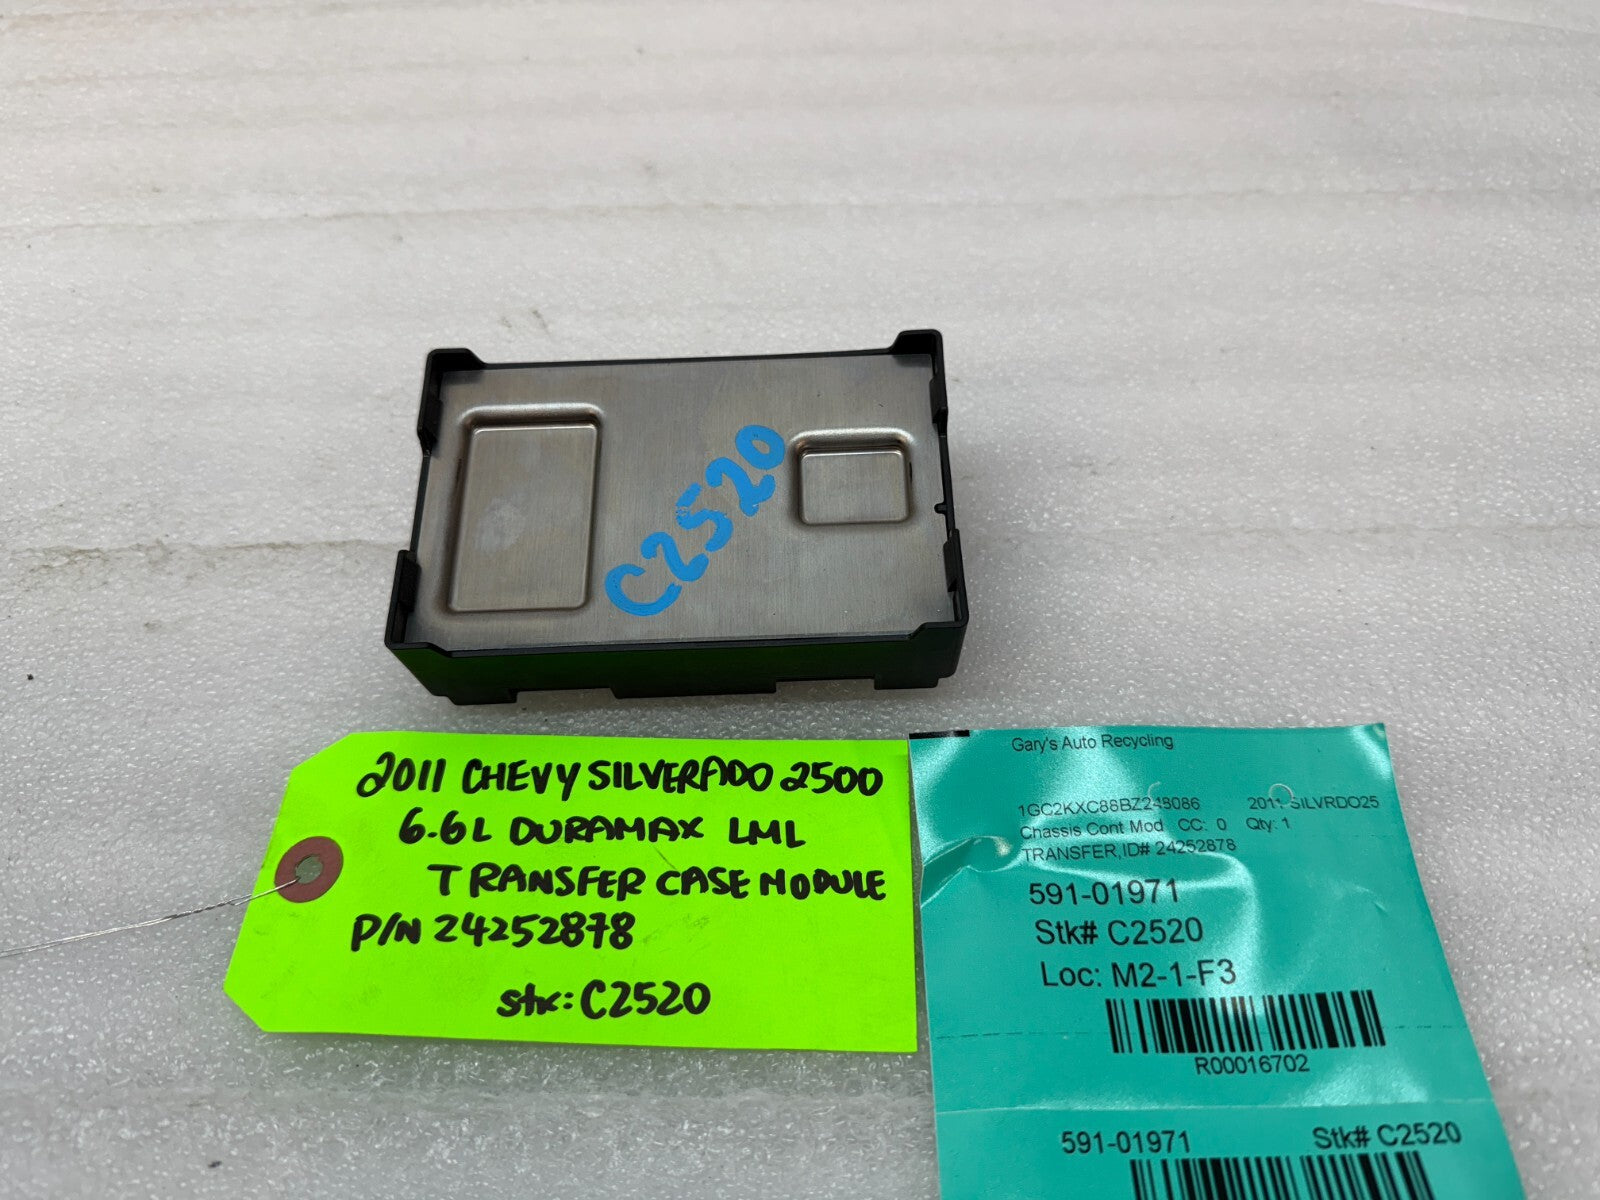 C2520
2011 CHEVY SILVERADO 2500
6.6L DURAMAX LML
TRANSFER CASE MODULE
P/N 24252878
stk: C2520
Gary's Auto Recycling
1GC2KXC88BZ248086 2011 SILVRDO25
Chassis Cont Mod CC: 0 Qty: 1
TRANSFER,ID# 24252878
591-01971
Stk# C2520
Loc: M2-1-F3
R00016702
591-01971 Stk# C2520